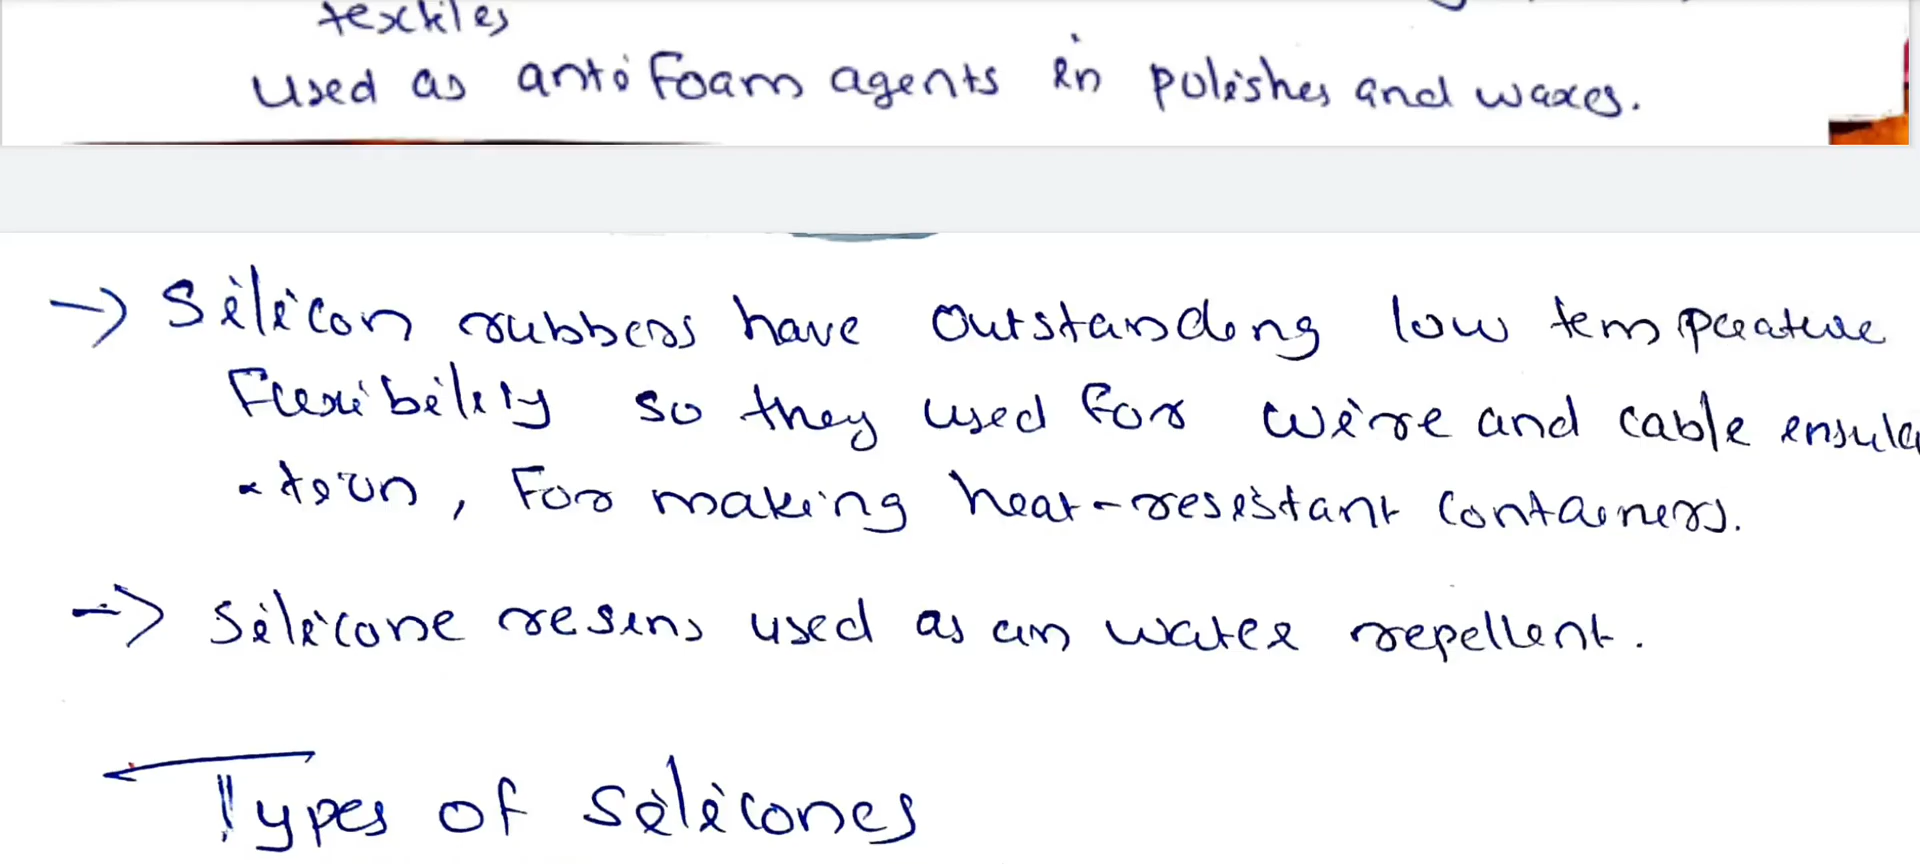 textiles
Used as anti foam agents in polishes and waxes.
-> Silicon rubbers have outstanding low temperature
Flexibility so they used for wire and cable insula
-tion, For making heat-resistant containers.
-> Silicone resins used as an water repellent.
Types of Silicones